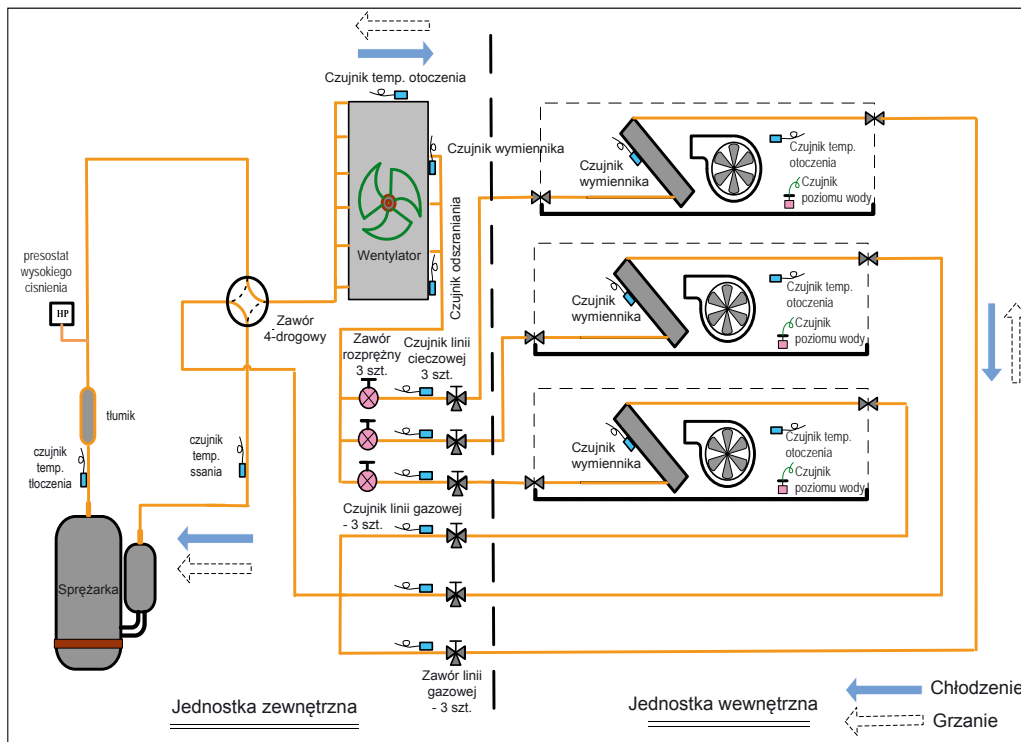 Czujnik temp. otoczenia
Czujnik wymiennika
Wentylator
Czujnik odszraniania
presostat
wysokiego
cisnienia
HP
Zawór
4-drogowy
tłumik
czujnik
temp.
tłoczenia
czujnik
temp.
ssania
Sprężarka
Zawór
rozprężny
3 szt.
Czujnik linii
cieczowej
3 szt.
Czujnik linii gazowej
- 3 szt.
Zawór linii
gazowej
- 3 szt.
Czujnik
wymiennika
Czujnik temp.
otoczenia
Czujnik
poziomu wody
Czujnik
wymiennika
Czujnik temp.
otoczenia
Czujnik
poziomu wody
Czujnik
wymiennika
Czujnik temp.
otoczenia
Czujnik
poziomu wody
Jednostka zewnętrzna
Jednostka wewnętrzna
Chłodzenie
Grzanie